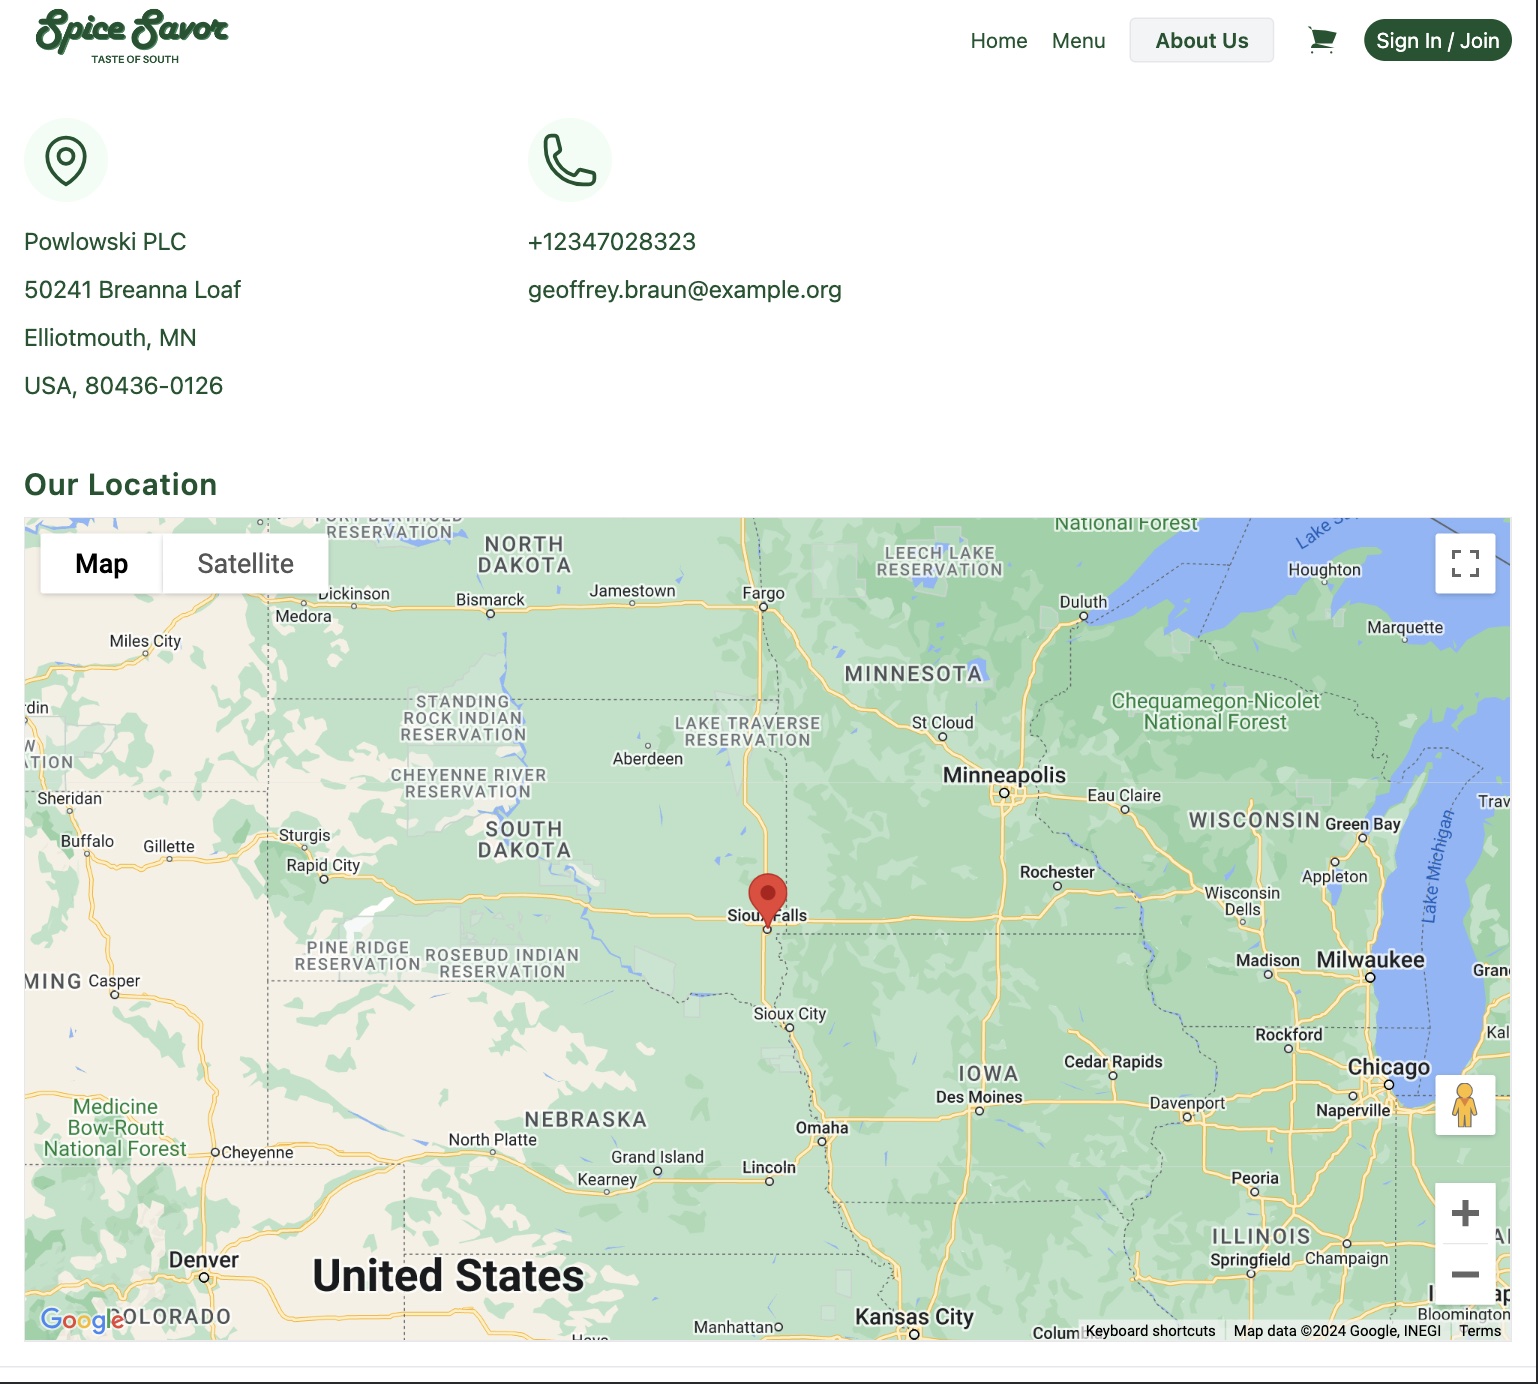 Spice Savor
TASTE OF SOUTH
Home
Menu
About Us
Sign In / Join
Powlowski PLC
50241 Breanna Loaf
Elliotmouth, MN
USA, 80436-0126
+12347028323
geoffrey.braun@example.org
Our Location
Map
Satellite
RESERVATION
NORTH
DAKOTA
LEECH LAKE
RESERVATION
National Forest
Houghton
Dickinson
Medora
Bismarck
Jamestown
Fargo
Duluth
Marquette
Miles City
MINNESOTA
STANDING
ROCK INDIAN
RESERVATION
LAKE TRAVERSE
RESERVATION
Chequamegon-Nicolet
National Forest
St Cloud
Aberdeen
CHEYENNE RIVER
RESERVATION
Minneapolis
Eau Claire
Sheridan
Buffalo
Gillette
Sturgis
Rapid City
SOUTH
DAKOTA
WISCONSIN
Green Bay
Appleton
Lake Michigan
Rochester
Wisconsin
Dells
Sioux Falls
PINE RIDGE
RESERVATION
ROSEBUD INDIAN
RESERVATION
Madison
Milwaukee
MING
Casper
Sioux City
Rockford
IOWA
Cedar Rapids
Chicago
Des Moines
Davenport
Naperville
Medicine
Bow-Routt
National Forest
NEBRASKA
North Platte
Omaha
Cheyenne
Grand Island
Kearney
Lincoln
Peoria
ILLINOIS
Springfield
Champaign
Denver
United States
Google
COLORADO
Manhattan
Kansas City
Bloomington
Keyboard shortcuts
Map data ©2024 Google, INEGI
Terms